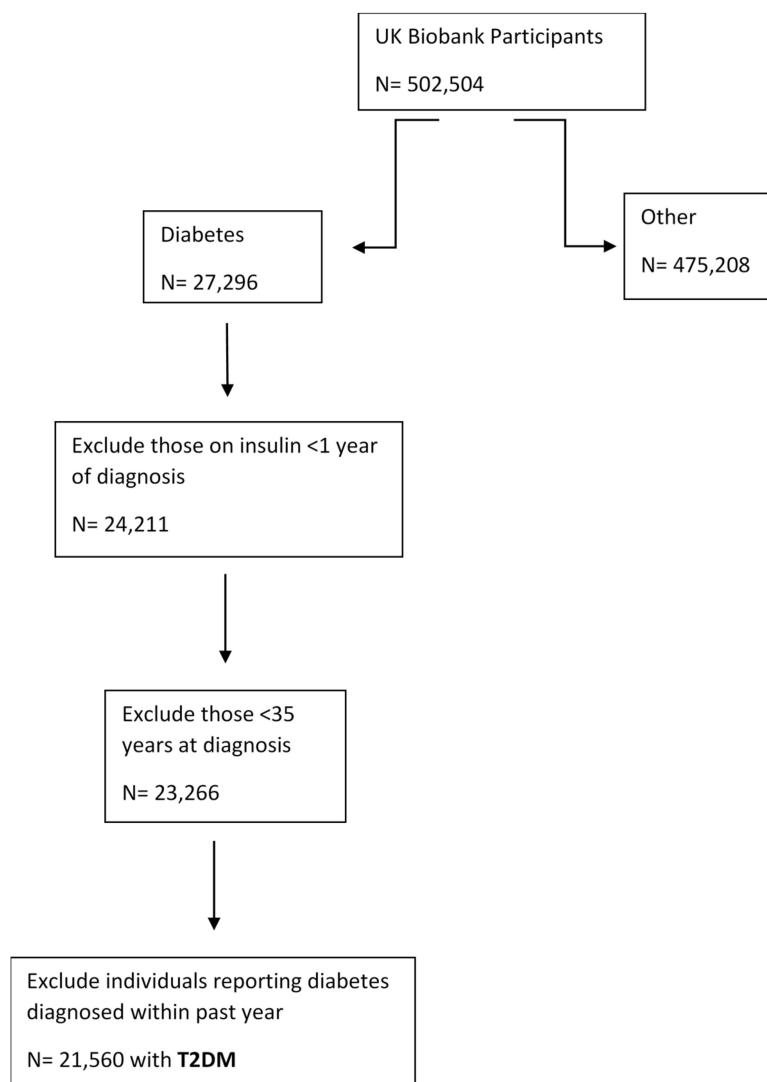 UK Biobank Participants
N= 502,504
Diabetes
N= 27,296
Other
N= 475,208
Exclude those on insulin <1 year
of diagnosis
N= 24,211
Exclude those <35
years at diagnosis
N= 23,266
Exclude individuals reporting diabetes
diagnosed within past year
N= 21,560 with T2DM